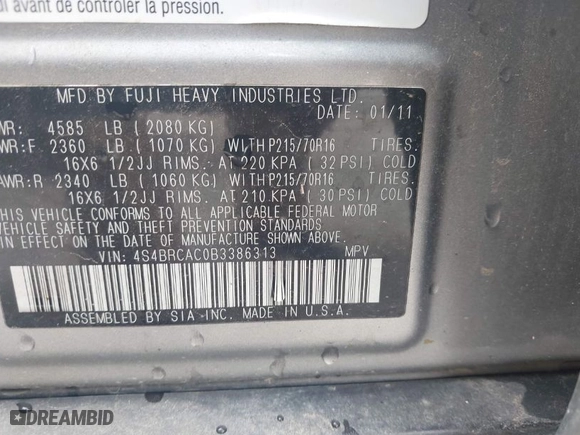 di avant de contrôler la pression.
MFD BY FUJI HEAVY INDUSTRIES LTD.
DATE: 01/11
WR: 4585 LB (2080 KG)
WR:F 2360 LB (1070 KG) WITH P215/70R16 TIRES.
16X6 1/2JJ RIMS. AT 220 KPA (32 PSI) COLD
AWR:R 2340 LB (1060 KG) WITH P215/70R16 TIRES.
16X6 1/2JJ RIMS. AT 210 KPA (30 PSI) COLD
THIS VEHICLE CONFORMS TO ALL APPLICABLE FEDERAL MOTOR
VEHICLE SAFETY AND THEFT PREVENTION STANDARDS
IN EFFECT ON THE DATE OF MANUFACTURE SHOWN ABOVE.
VIN: 4S4BRCAC0B3386313 MPV
ASSEMBLED BY SIA INC. MADE IN U.S.A.
DREAMBID